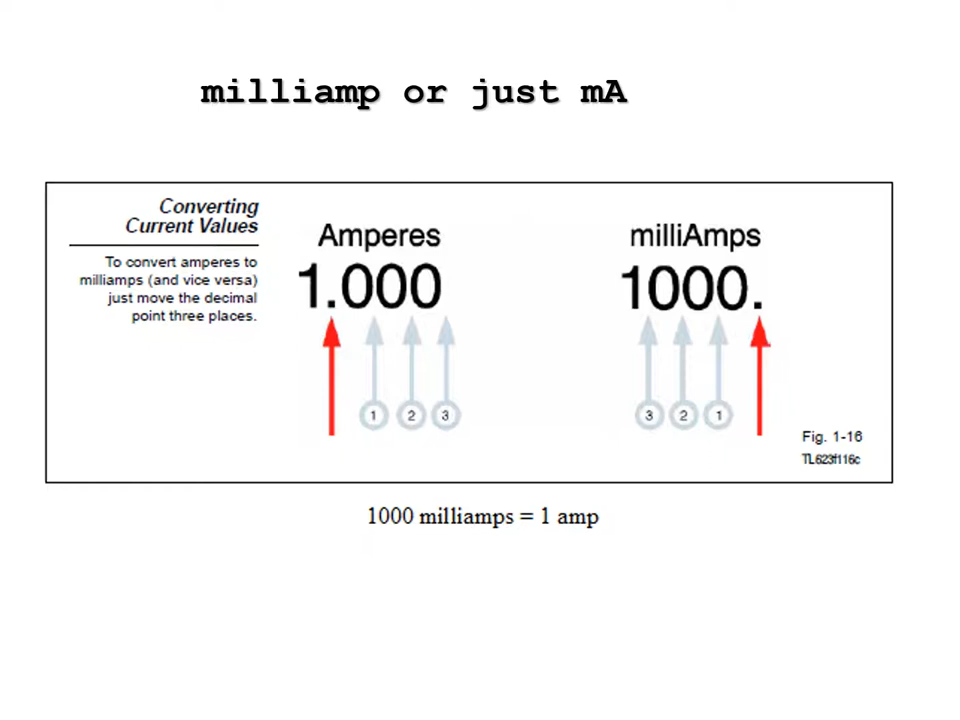 milliamp or just mA
Converting
Current Values
To convert amperes to
milliamps (and vice versa)
just move the decimal
point three places.
Amperes
1.000
1 2 3
milliAmps
1000.
3 2 1
Fig. 1-16
TL623f116c
1000 milliamps = 1 amp